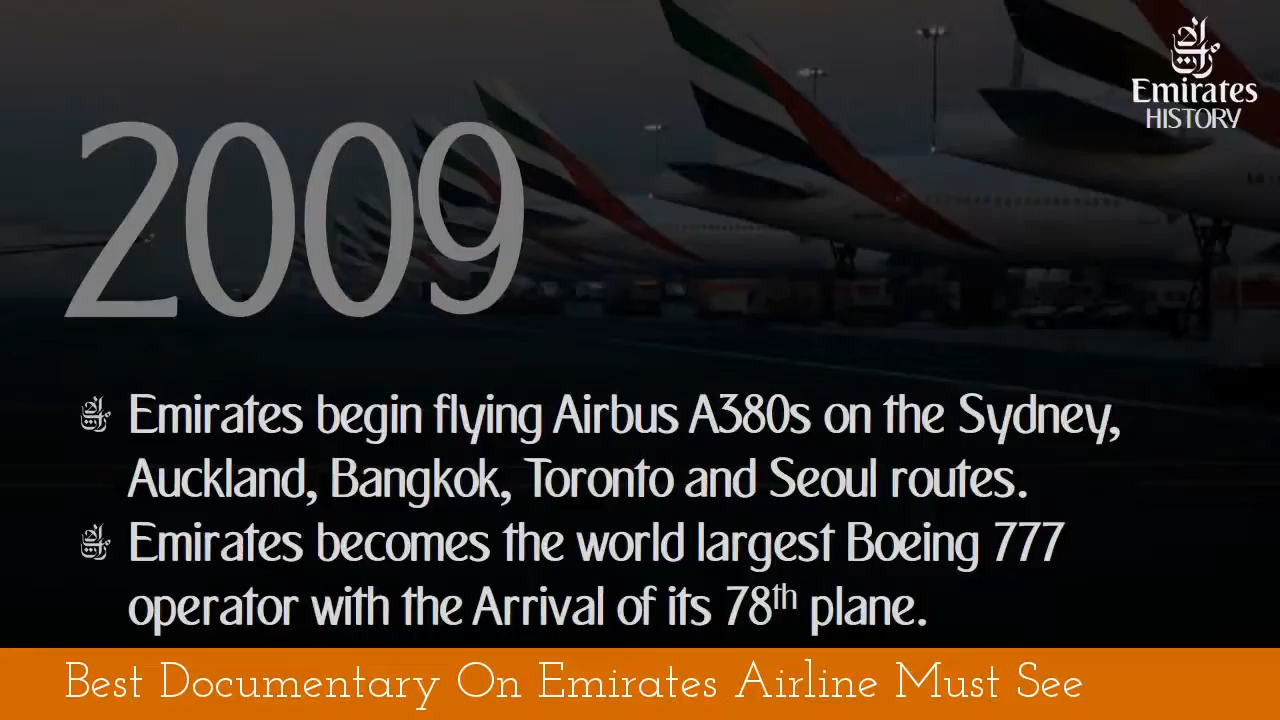 Emirates
HISTORY
2009
Emirates begin flying Airbus A380s on the Sydney,
Auckland, Bangkok, Toronto and Seoul routes.
Emirates becomes the world largest Boeing 777
operator with the Arrival of its 78th plane.
Best Documentary On Emirates Airline Must See